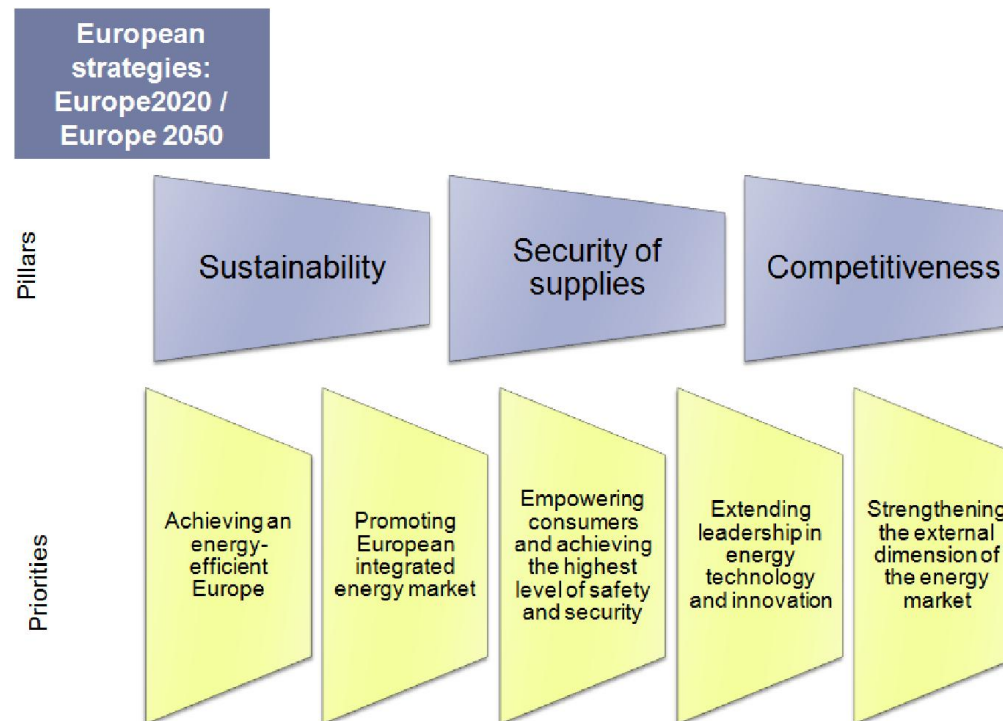 European
strategies:
Europe2020 /
Europe 2050
Pillars
Sustainability
Security of
supplies
Competitiveness
Priorities
Achieving an
energy-
efficient
Europe
Promoting
European
integrated
energy market
Empowering
consumers
and achieving
the highest
level of safety
and security
Extending
leadership in
energy
technology
and innovation
Strengthening
the external
dimension of
the energy
market